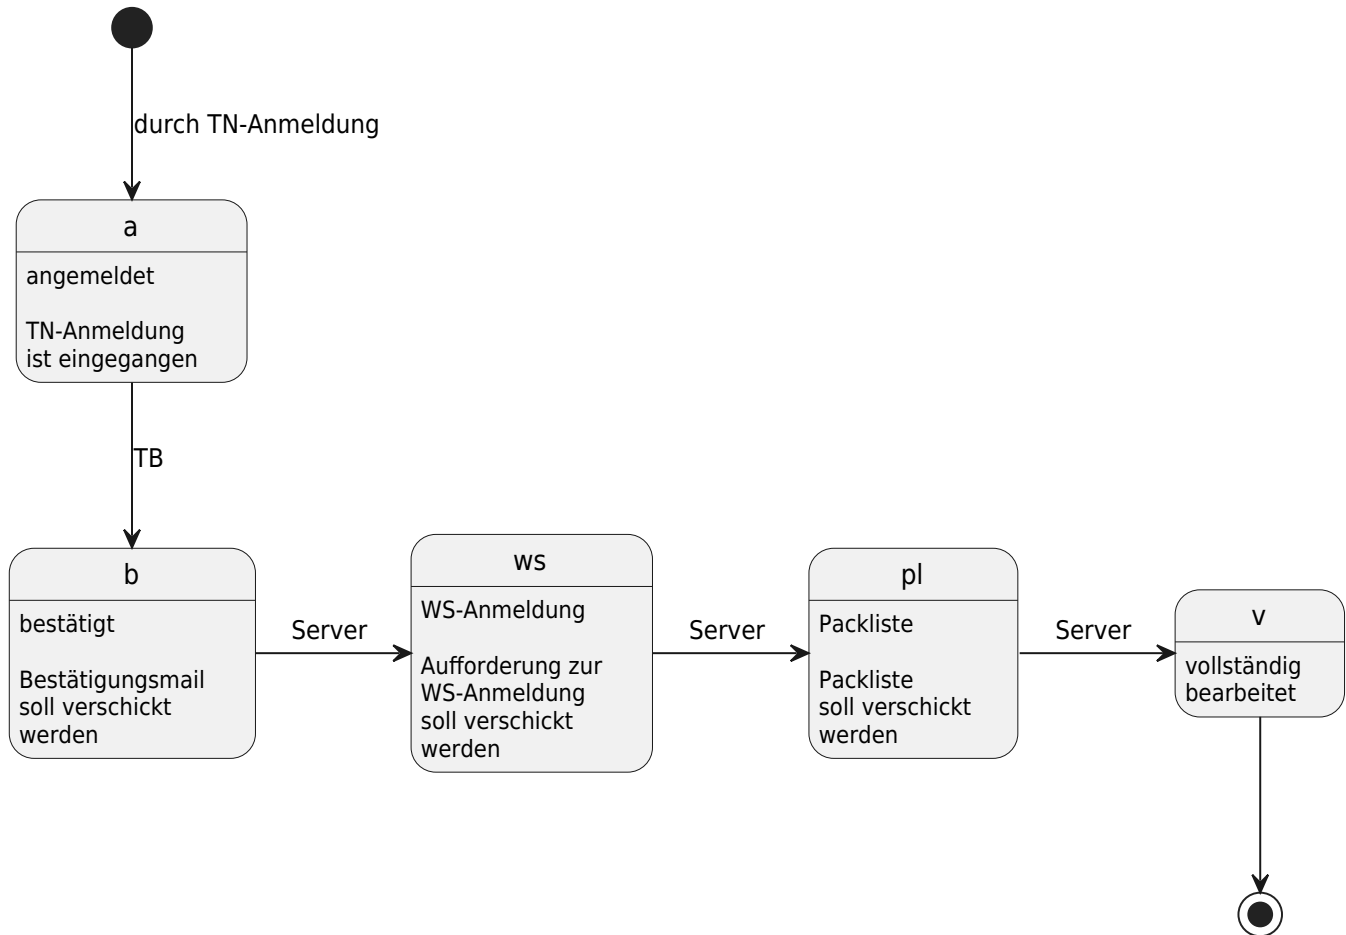 durch TN-Anmeldung
a
angemeldet
TN-Anmeldung
ist eingegangen
TB
b
bestätigt
Bestätigungsmail
soll verschickt
werden
Server
ws
WS-Anmeldung
Aufforderung zur
WS-Anmeldung
soll verschickt
werden
Server
pl
Packliste
Packliste
soll verschickt
werden
Server
v
vollständig
bearbeitet